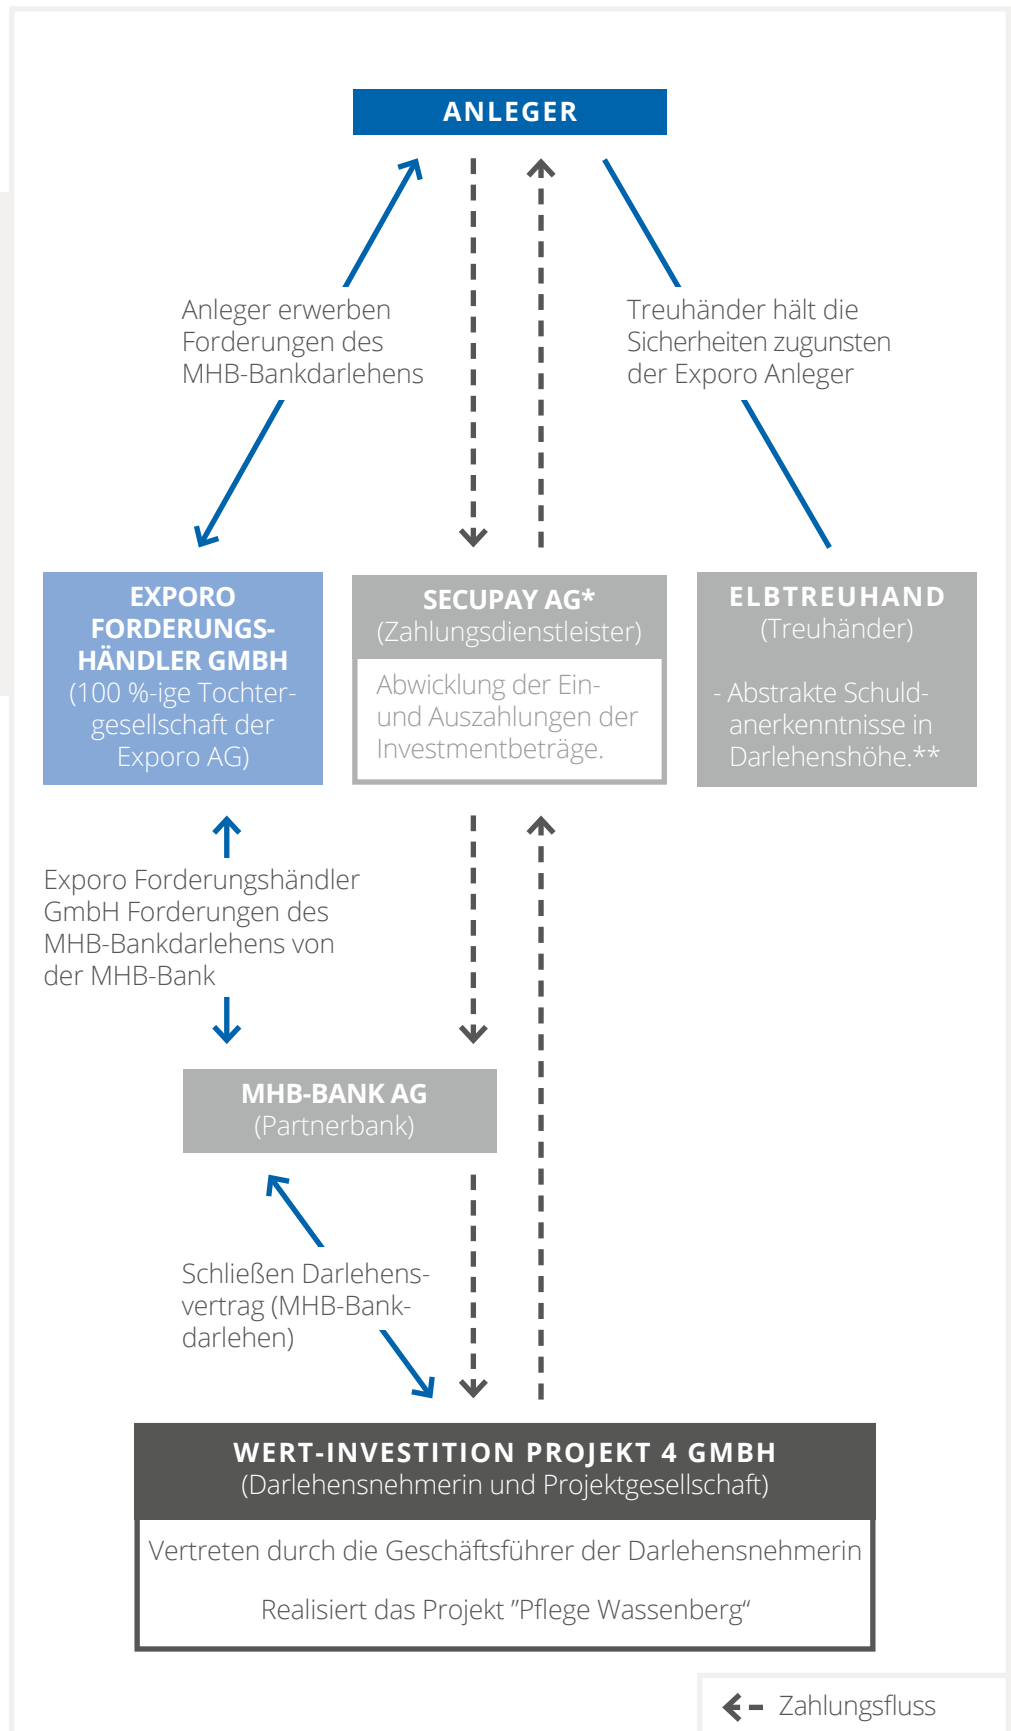 ANLEGER
Anleger erwerben
Forderungen des
MHB-Bankdarlehens
Treuhänder hält die
Sicherheiten zugunsten
der Exporo Anleger
EXPORO
FORDERUNGS-
HÄNDLER GMBH
(100 %-ige Tochter-
gesellschaft der
Exporo AG)
SECUPAY AG*
(Zahlungsdienstleister)
Abwicklung der Ein-
und Auszahlungen der
Investmentbeträge.
ELBTREUHAND
(Treuhänder)
- Abstrakte Schuld-
anerkenntnisse in
Darlehenshöhe.**
Exporo Forderungshändler
GmbH Forderungen des
MHB-Bankdarlehens von
der MHB-Bank
MHB-BANK AG
(Partnerbank)
Schließen Darlehens-
vertrag (MHB-Bank-
darlehen)
WERT-INVESTITION PROJEKT 4 GMBH
(Darlehensnehmerin und Projektgesellschaft)
Vertreten durch die Geschäftsführer der Darlehensnehmerin
Realisiert das Projekt ”Pflege Wassenberg“
Zahlungsfluss